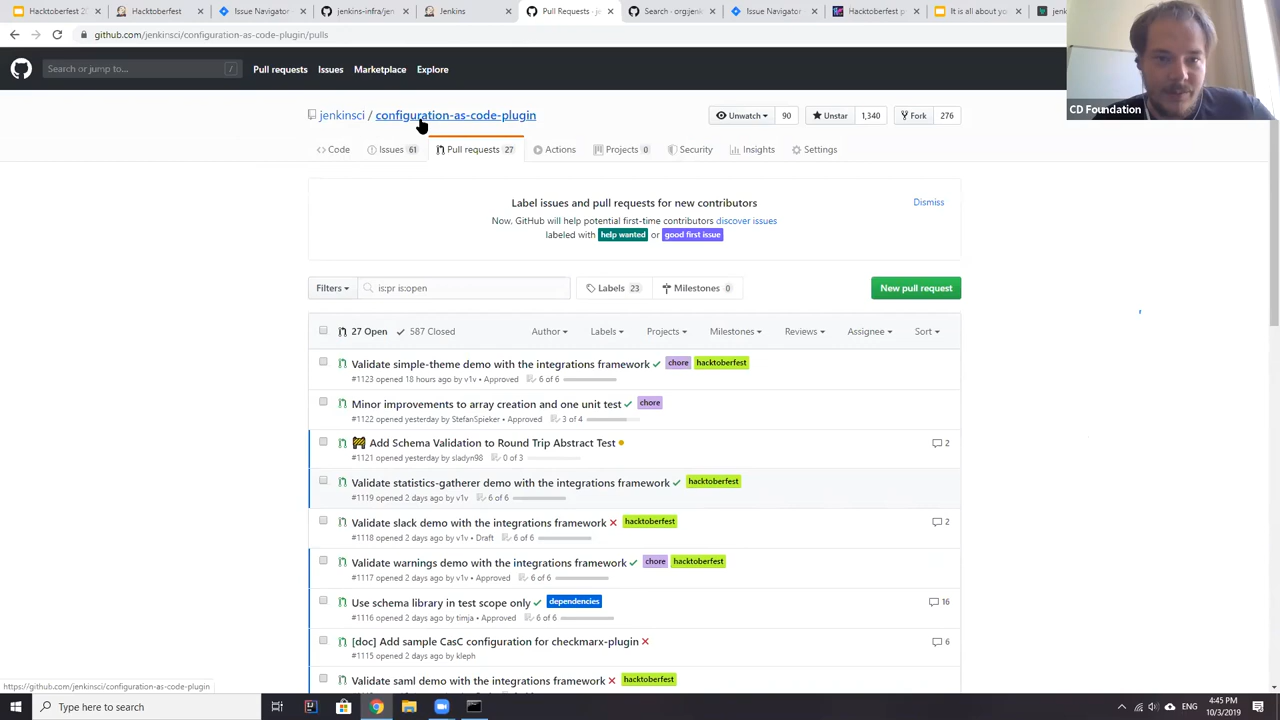 Hacktoberfest 2
Hacktoberfest
Issue Navigator
jenkins-infra/jen
Jenkins
Pull Requests · je
Search · org:jenk
Issue Navigator
Hacktoberfest p
It is all about yo
github.com/jenkinsci/configuration-as-code-plugin/pulls
Search or jump to...
/
Pull requests
Issues
Marketplace
Explore
CD Foundation
jenkinsci / configuration-as-code-plugin
Unwatch 90
Unstar 1,340
Fork 276
Code
Issues 61
Pull requests 27
Actions
Projects 0
Security
Insights
Settings
Label issues and pull requests for new contributors
Dismiss
Now, GitHub will help potential first-time contributors discover issues
labeled with help wanted or good first issue
Filters
is:pr is:open
Labels 23
Milestones 0
New pull request
27 Open
587 Closed
Author
Labels
Projects
Milestones
Reviews
Assignee
Sort
Validate simple-theme demo with the integrations framework chore hacktoberfest
#1123 opened 18 hours ago by v1v • Approved 6 of 6
Minor improvements to array creation and one unit test chore
#1122 opened yesterday by StefanSpieker • Approved 3 of 4
Add Schema Validation to Round Trip Abstract Test 2
#1121 opened yesterday by sladyn98 0 of 3
Validate statistics-gatherer demo with the integrations framework hacktoberfest
#1119 opened 2 days ago by v1v 6 of 6
Validate slack demo with the integrations framework hacktoberfest 2
#1118 opened 2 days ago by v1v • Draft 6 of 6
Validate warnings demo with the integrations framework chore hacktoberfest
#1117 opened 2 days ago by v1v • Approved 6 of 6
Use schema library in test scope only dependencies 16
#1116 opened 2 days ago by timja • Approved 6 of 6
[doc] Add sample CasC configuration for checkmarx-plugin 6
#1115 opened 2 days ago by kleph
Validate saml demo with the integrations framework hacktoberfest
https://github.com/jenkinsci/configuration-as-code-plugin
Type here to search
4:45 PM
10/3/2019